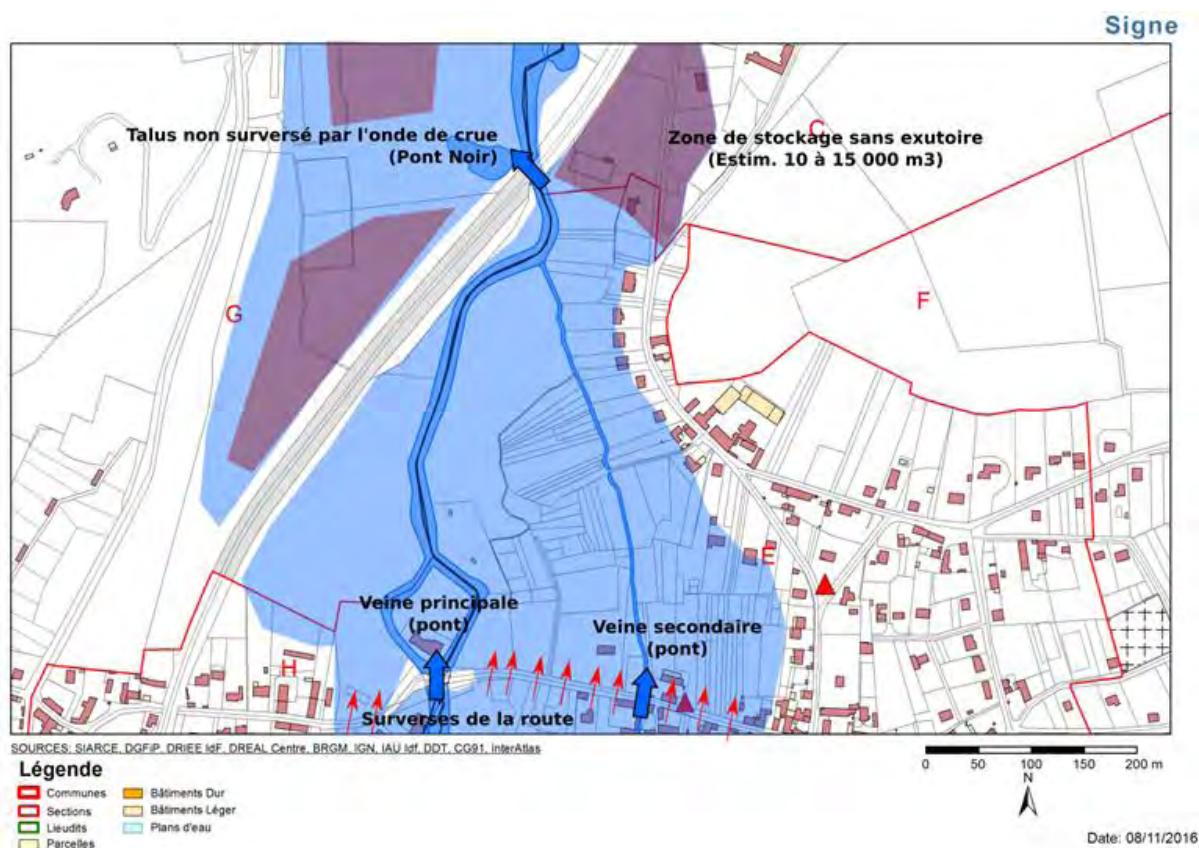 Signe
Talus non surversé par l'onde de crue
(Pont Noir)
Zone de stockage sans exutoire
(Estim. 10 à 15 000 m3)
C
G
F
E
Veine principale
(pont)
Veine secondaire
(pont)
H
Surverses de la route
SOURCES: SIARCE, DGFiP, DRIEE IdF, DREAL Centre, BRGM, IGN, IAU Idf, DDT, CG91, InterAtlas
0 50 100 150 200 m
N
Légende
Communes
Sections
Lieudits
Parcelles
Bâtiments Dur
Bâtiments Léger
Plans d'eau
Date: 08/11/2016